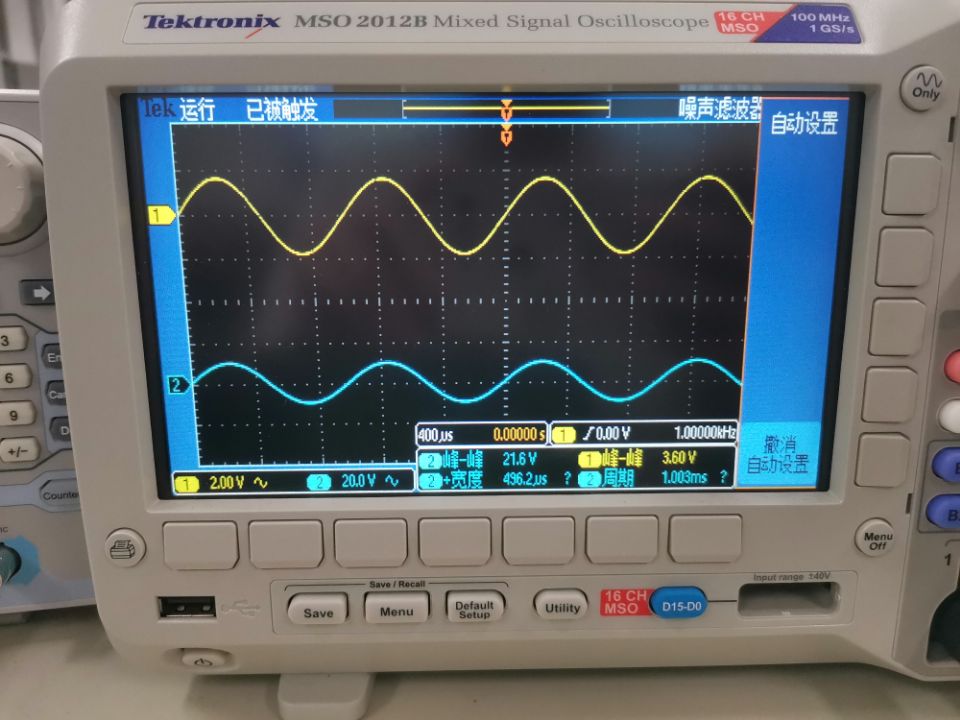 Tektronix MSO 2012B Mixed Signal Oscilloscope 16 CH MSO 100 MHz 1 GS/s
Only
Tek 运行 已被触发 噪声滤波器
自动设置
1
2
400µs 0.00000 s 1 0.00 V 1.00000kHz
2 峰-峰 21.6 V 1 峰-峰 3.60 V
2 +宽度 496.2µs ? 2 周期 1.003ms ?
1 2.00 V 2 20.0 V
撤消
自动设置
3
6
9
+/-
Counter
Menu Off
Save / Recall
Save Menu Default Setup Utility 16 CH MSO D15-D0
Input range ±40V
1